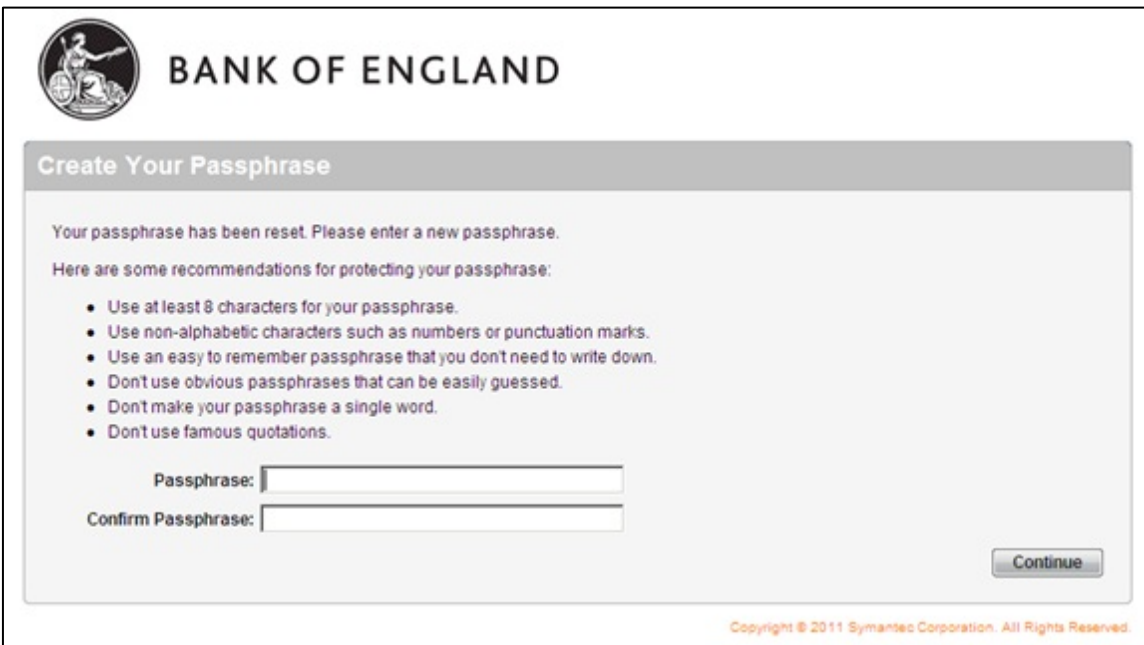 BANK OF ENGLAND
Create Your Passphrase
Your passphrase has been reset. Please enter a new passphrase.
Here are some recommendations for protecting your passphrase:
• Use at least 8 characters for your passphrase.
• Use non-alphabetic characters such as numbers or punctuation marks.
• Use an easy to remember passphrase that you don't need to write down.
• Don't use obvious passphrases that can be easily guessed.
• Don't make your passphrase a single word.
• Don't use famous quotations.
Passphrase:
Confirm Passphrase:
Continue
Copyright © 2011 Symantec Corporation. All Rights Reserved.